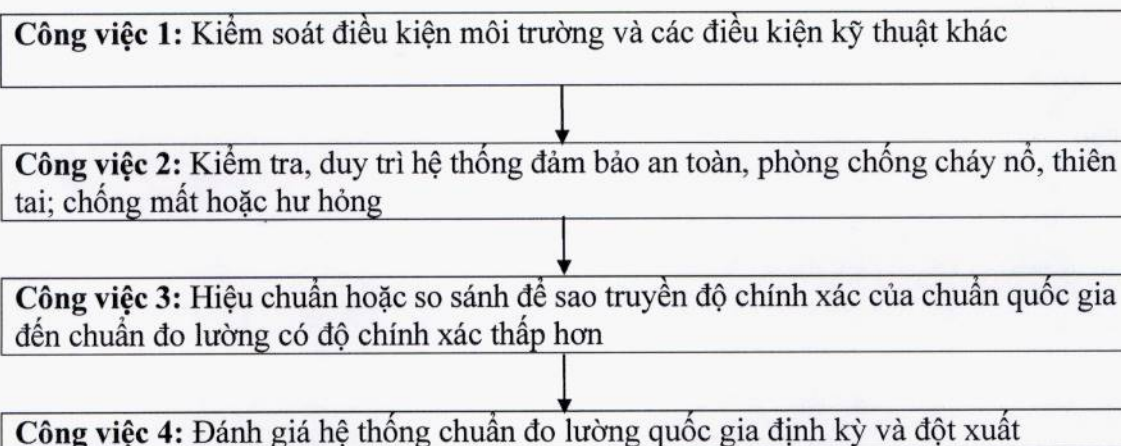 Công việc 1: Kiểm soát điều kiện môi trường và các điều kiện kỹ thuật khác
Công việc 2: Kiểm tra, duy trì hệ thống đảm bảo an toàn, phòng chống cháy nổ, thiên
tai; chống mất hoặc hư hỏng
Công việc 3: Hiệu chuẩn hoặc so sánh để sao truyền độ chính xác của chuẩn quốc gia
đến chuẩn đo lường có độ chính xác thấp hơn
Công việc 4: Đánh giá hệ thống chuẩn đo lường quốc gia định kỳ và đột xuất